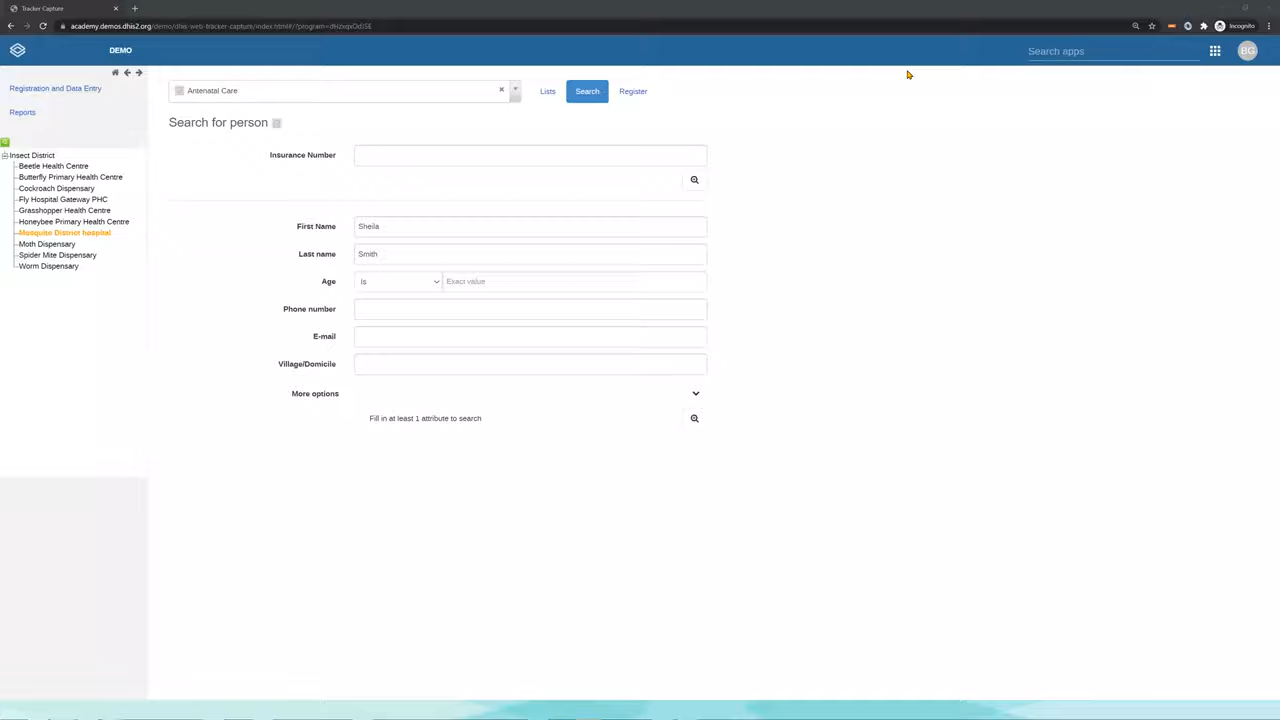 Tracker Capture
academy.demos.dhis2.org/demo/dhis-web-tracker-capture/index.html#/?program=
Incognito
DEMO
Search apps
BG
Registration and Data Entry
Reports
Insect District
Beetle Health Centre
Butterfly Primary Health Centre
Cockroach Dispensary
Fly Hospital Gateway PHC
Grasshopper Health Centre
Honeybee Primary Health Centre
Mosquito District hospital
Moth Dispensary
Spider Mite Dispensary
Worm Dispensary
Antenatal Care
Lists
Search
Register
Search for person
Insurance Number
First Name
Sheila
Last name
Smith
Age
Is
Exact value
Phone number
E-mail
Village/Domicile
More options
Fill in at least 1 attribute to search